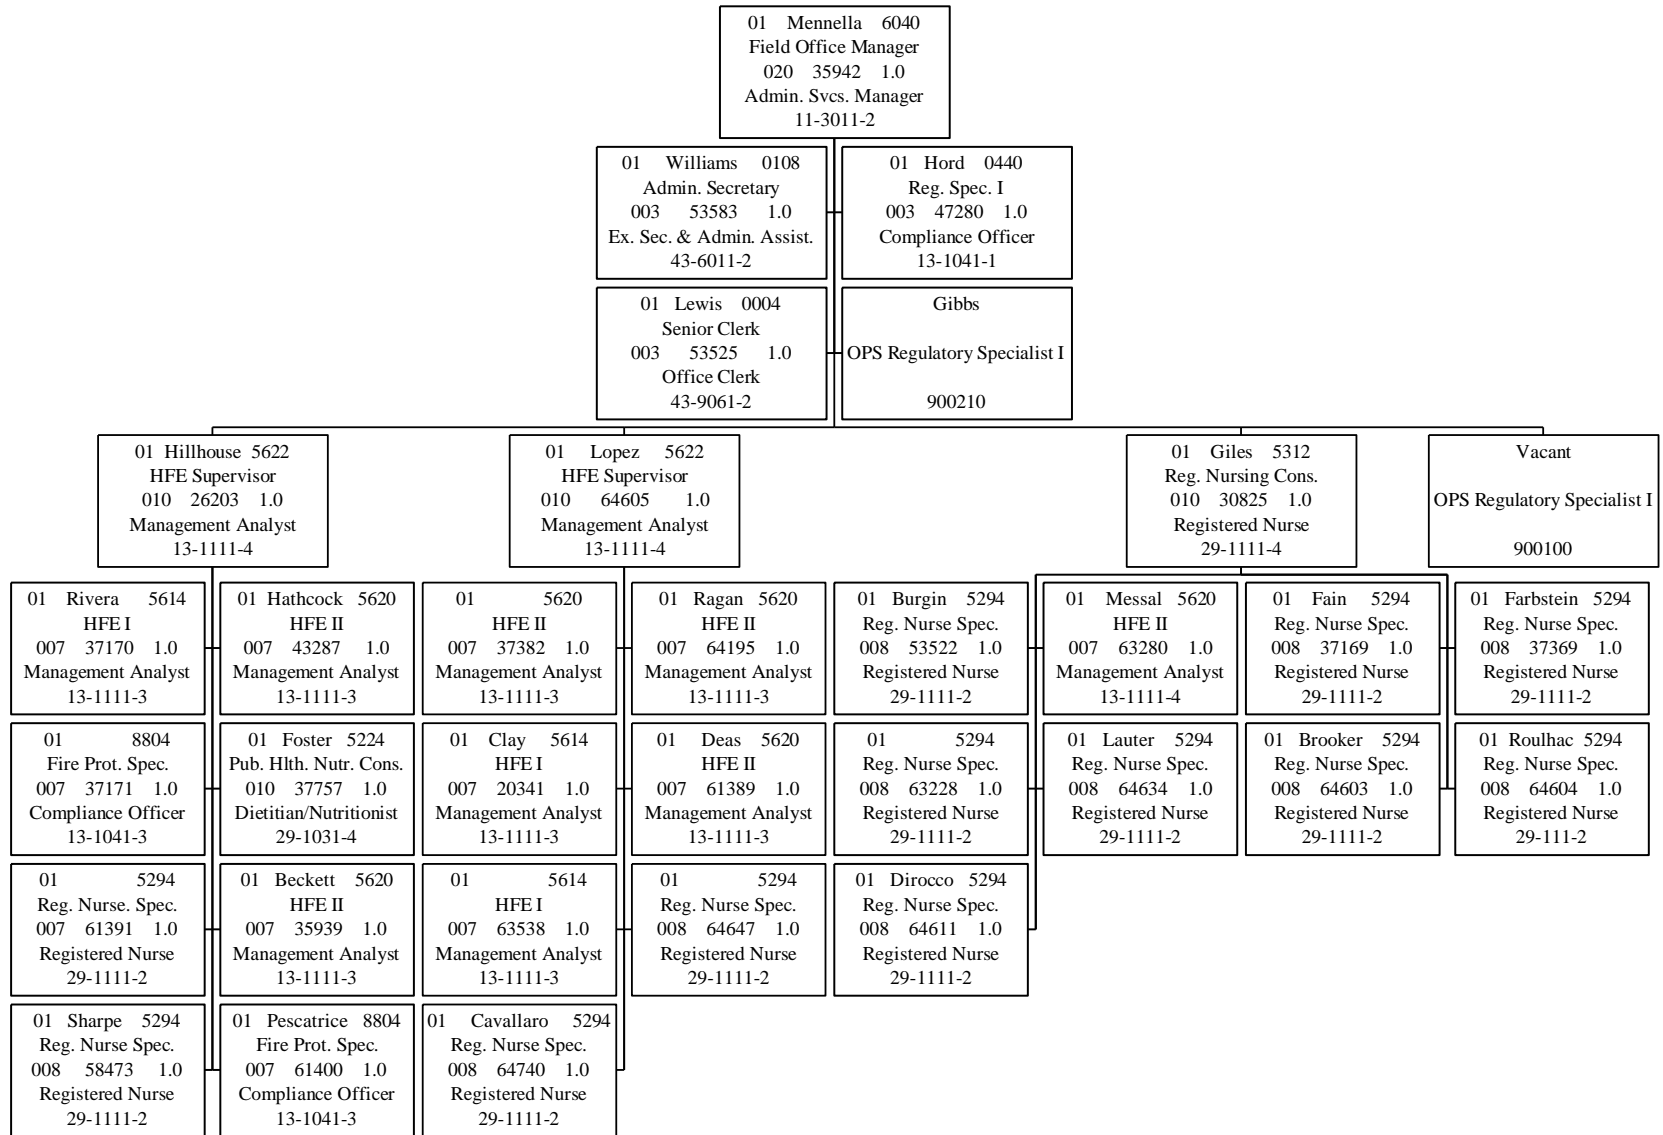 01 Mennella 6040
Field Office Manager
020 35942 1.0
Admin. Svcs. Manager
11-3011-2
01 Williams 0108
Admin. Secretary
003 53583 1.0
Ex. Sec. & Admin. Assist.
43-6011-2
01 Hord 0440
Reg. Spec. I
003 47280 1.0
Compliance Officer
13-1041-1
01 Lewis 0004
Senior Clerk
003 53525 1.0
Office Clerk
43-9061-2
Gibbs
OPS Regulatory Specialist I
900210
01 Hillhouse 5622
HFE Supervisor
010 26203 1.0
Management Analyst
13-1111-4
01 Lopez 5622
HFE Supervisor
010 64605 1.0
Management Analyst
13-1111-4
01 Giles 5312
Reg. Nursing Cons.
010 30825 1.0
Registered Nurse
29-1111-4
Vacant
OPS Regulatory Specialist I
900100
01 Rivera 5614
HFE I
007 37170 1.0
Management Analyst
13-1111-3
01 Hathcock 5620
HFE II
007 43287 1.0
Management Analyst
13-1111-3
01 5620
HFE II
007 37382 1.0
Management Analyst
13-1111-3
01 Ragan 5620
HFE II
007 64195 1.0
Management Analyst
13-1111-3
01 Burgin 5294
Reg. Nurse Spec.
008 53522 1.0
Registered Nurse
29-1111-2
01 Messal 5620
HFE II
007 63280 1.0
Management Analyst
13-1111-4
01 Fain 5294
Reg. Nurse Spec.
008 37169 1.0
Registered Nurse
29-1111-2
01 Farbstein 5294
Reg. Nurse Spec.
008 37369 1.0
Registered Nurse
29-1111-2
01 8804
Fire Prot. Spec.
007 37171 1.0
Compliance Officer
13-1041-3
01 Foster 5224
Pub. Hlth. Nutr. Cons.
010 37757 1.0
Dietitian/Nutritionist
29-1031-4
01 Clay 5614
HFE I
007 20341 1.0
Management Analyst
13-1111-3
01 Deas 5620
HFE II
007 61389 1.0
Management Analyst
13-1111-3
01 5294
Reg. Nurse Spec.
008 63228 1.0
Registered Nurse
29-1111-2
01 Lauter 5294
Reg. Nurse Spec.
008 64634 1.0
Registered Nurse
29-1111-2
01 Brooker 5294
Reg. Nurse Spec.
008 64603 1.0
Registered Nurse
29-1111-2
01 Roulhac 5294
Reg. Nurse Spec.
008 64604 1.0
Registered Nurse
29-111-2
01 5294
Reg. Nurse. Spec.
007 61391 1.0
Registered Nurse
29-1111-2
01 Beckett 5620
HFE II
007 35939 1.0
Management Analyst
13-1111-3
01 5614
HFE I
007 63538 1.0
Management Analyst
13-1111-3
01 5294
Reg. Nurse Spec.
008 64647 1.0
Registered Nurse
29-1111-2
01 Dirocco 5294
Reg. Nurse Spec.
008 64611 1.0
Registered Nurse
29-1111-2
01 Sharpe 5294
Reg. Nurse Spec.
008 58473 1.0
Registered Nurse
29-1111-2
01 Pescatrice 8804
Fire Prot. Spec.
007 61400 1.0
Compliance Officer
13-1041-3
01 Cavallaro 5294
Reg. Nurse Spec.
008 64740 1.0
Registered Nurse
29-1111-2